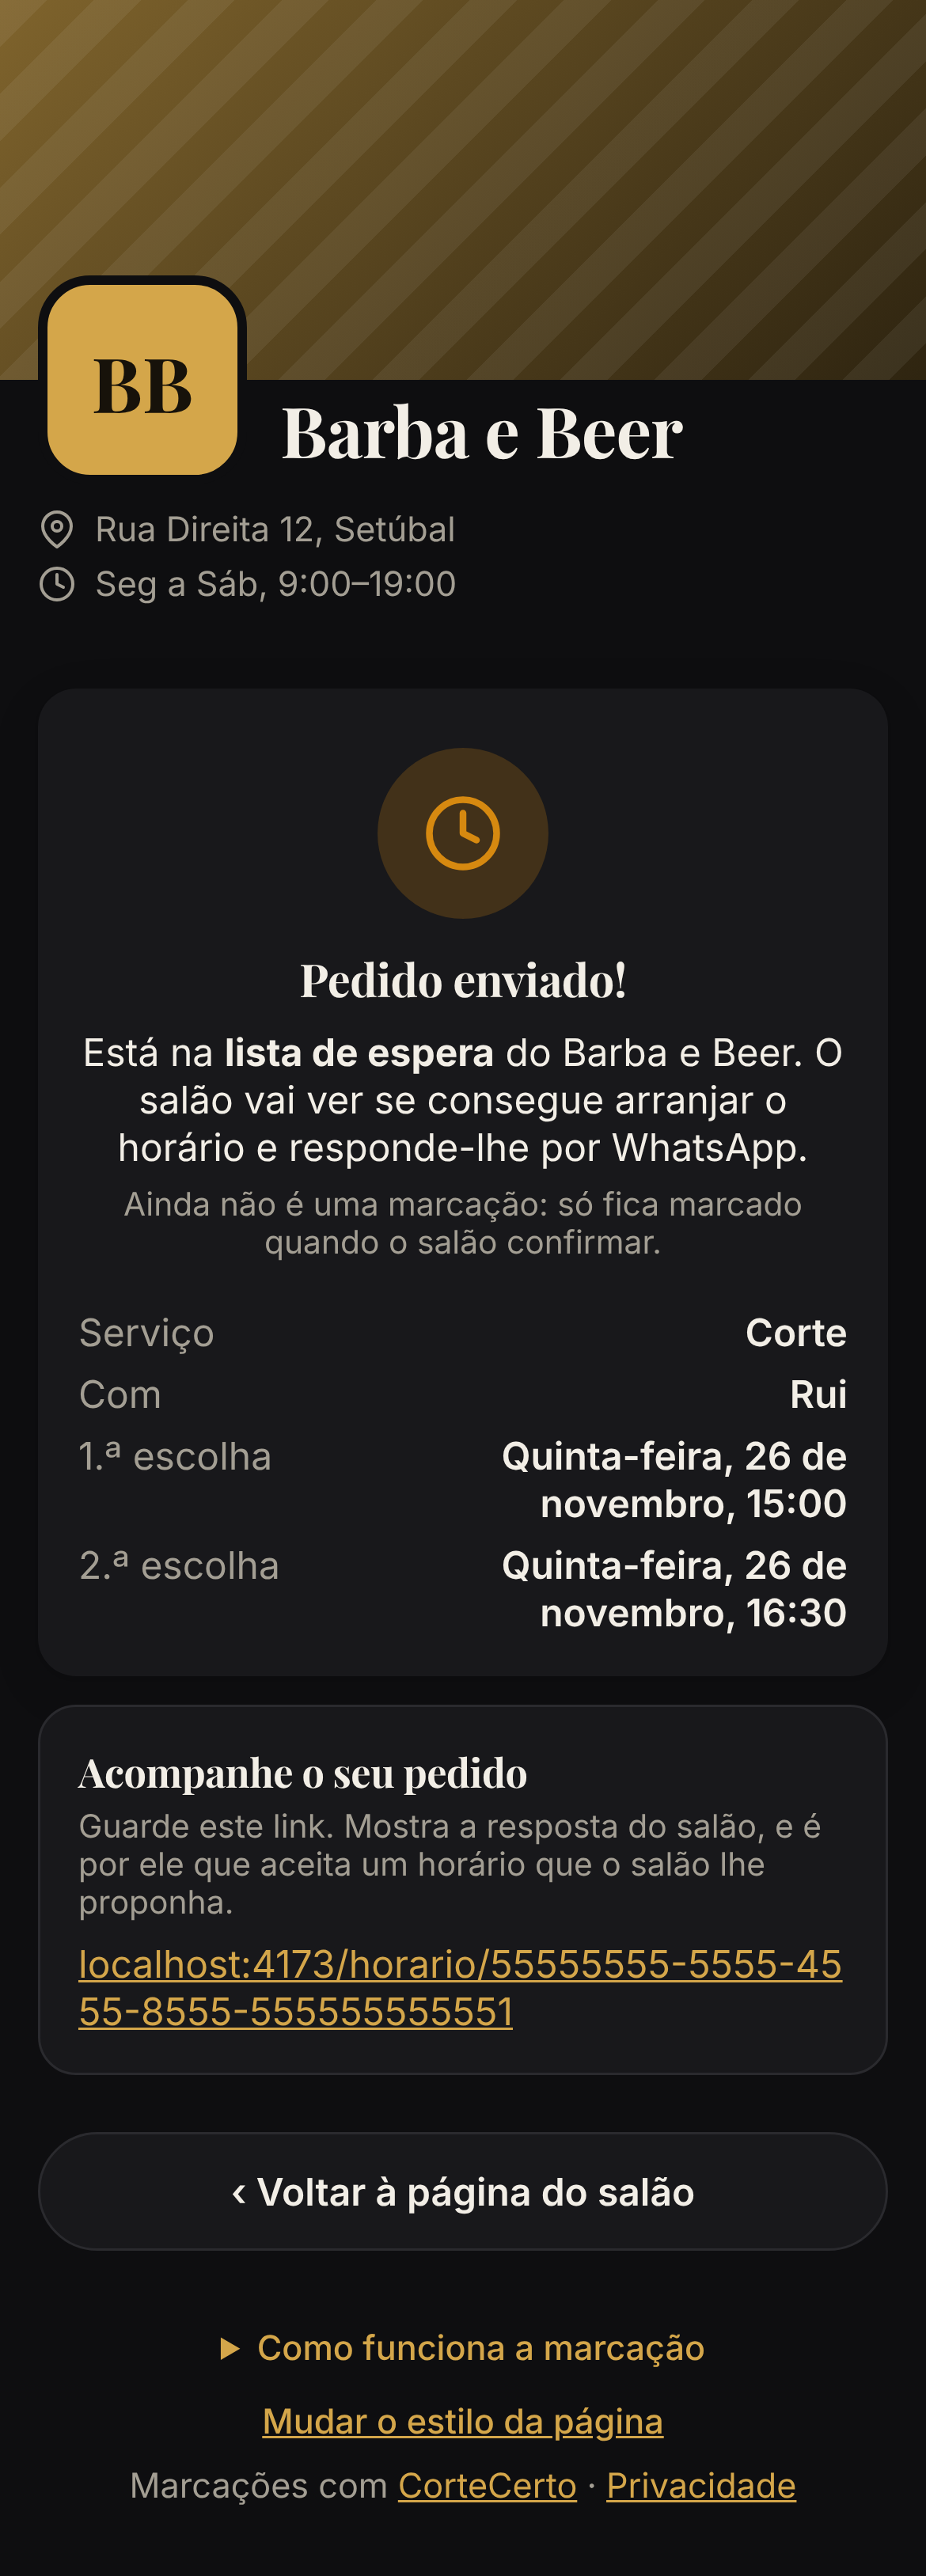 BB
Barba e Beer
Rua Direita 12, Setúbal
Seg a Sáb, 9:00–19:00
Pedido enviado!
Está na lista de espera do Barba e Beer. O
salão vai ver se consegue arranjar o
horário e responde-lhe por WhatsApp.
Ainda não é uma marcação: só fica marcado
quando o salão confirmar.
Serviço Corte
Com Rui
1.ª escolha Quinta-feira, 26 de
novembro, 15:00
2.ª escolha Quinta-feira, 26 de
novembro, 16:30
Acompanhe o seu pedido
Guarde este link. Mostra a resposta do salão, e é
por ele que aceita um horário que o salão lhe
proponha.
localhost:4173/horario/55555555-5555-45
55-8555-555555555551
‹ Voltar à página do salão
▶ Como funciona a marcação
Mudar o estilo da página
Marcações com CorteCerto · Privacidade